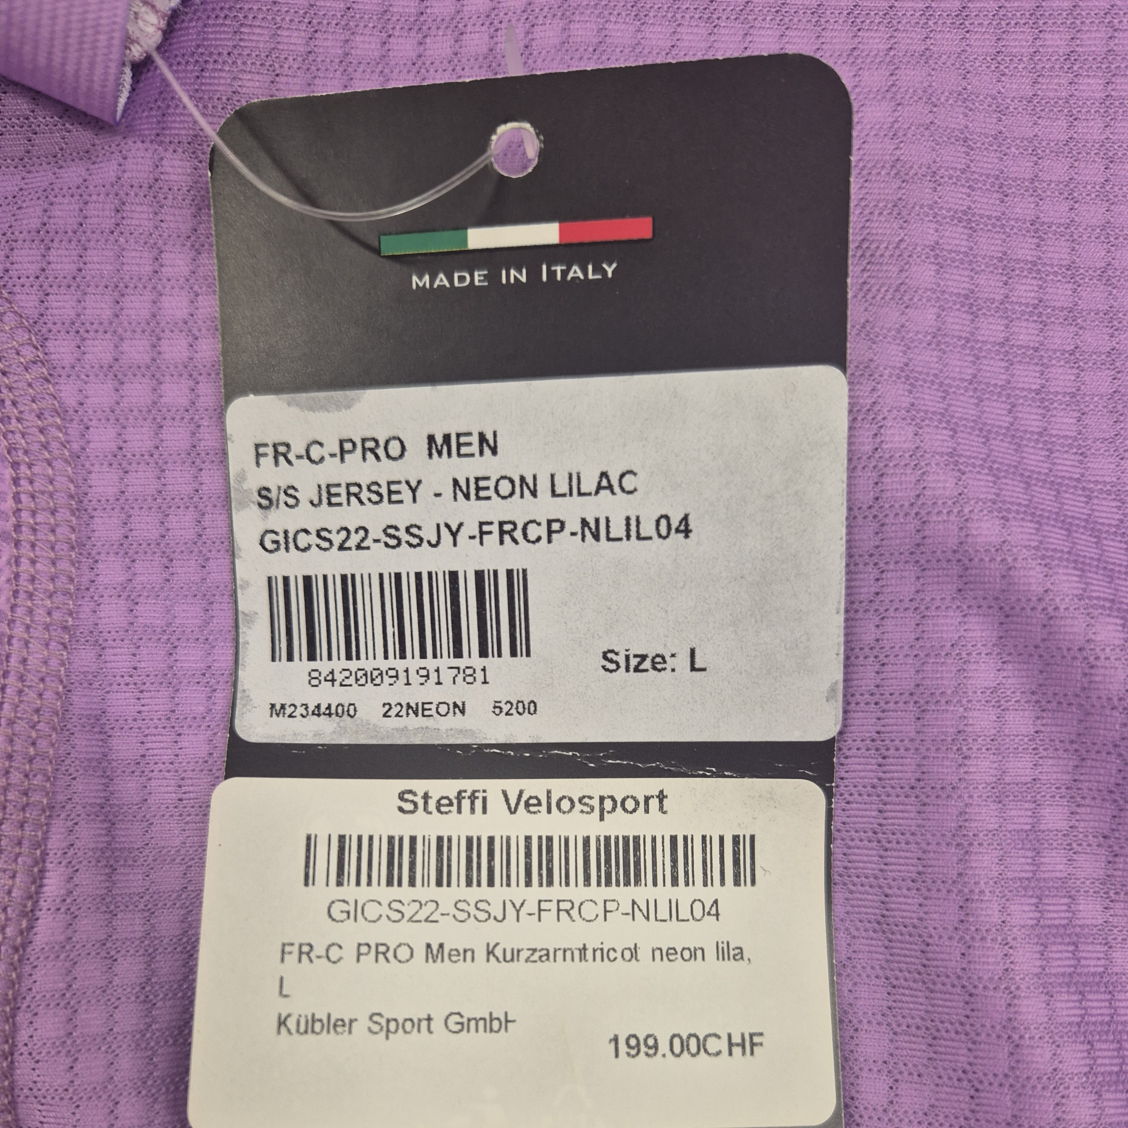 MADE IN ITALY
FR-C-PRO MEN
S/S JERSEY - NEON LILAC
GICS22-SSJY-FRCP-NLIL04
842009191781
Size: L
M234400 22NEON 5200
Steffi Velosport
GICS22-SSJY-FRCP-NLIL04
FR-C PRO Men Kurzarmtricot neon lila,
L
Kübler Sport GmbH
199.00CHF